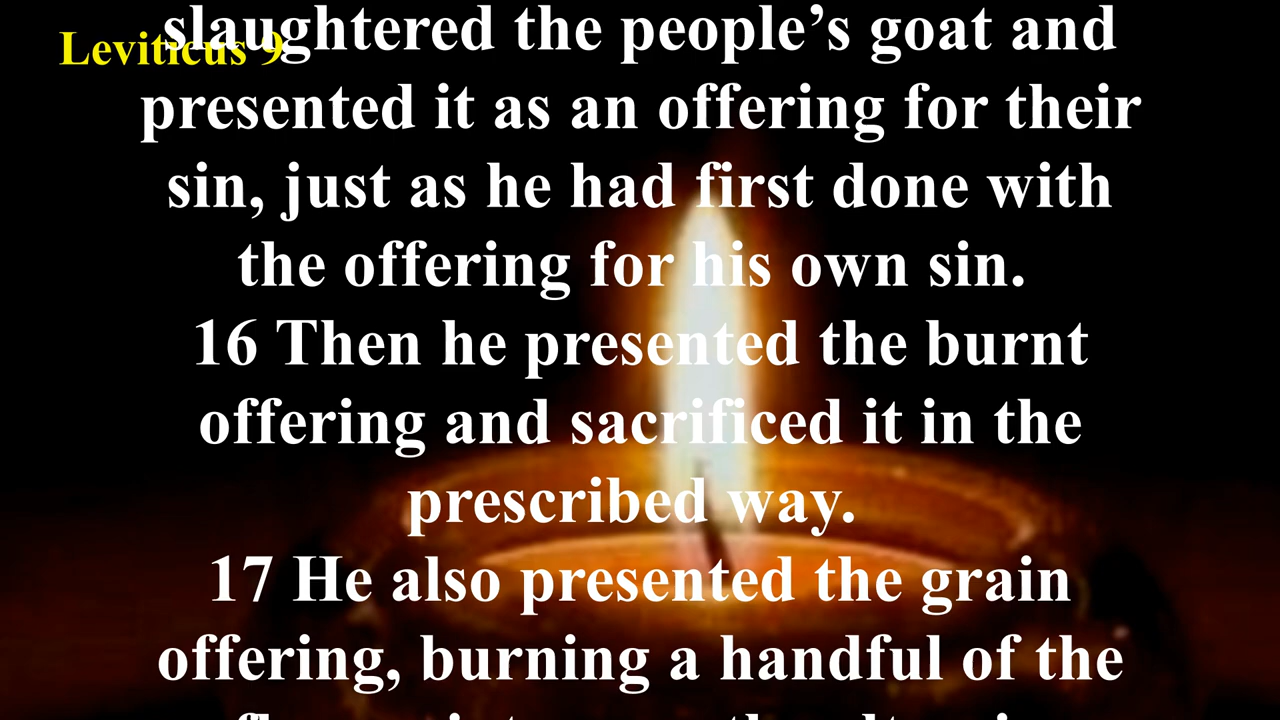 Leviticus 9
slaughtered the people’s goat and
presented it as an offering for their
sin, just as he had first done with
the offering for his own sin.
16 Then he presented the burnt
offering and sacrificed it in the
prescribed way.
17 He also presented the grain
offering, burning a handful of the